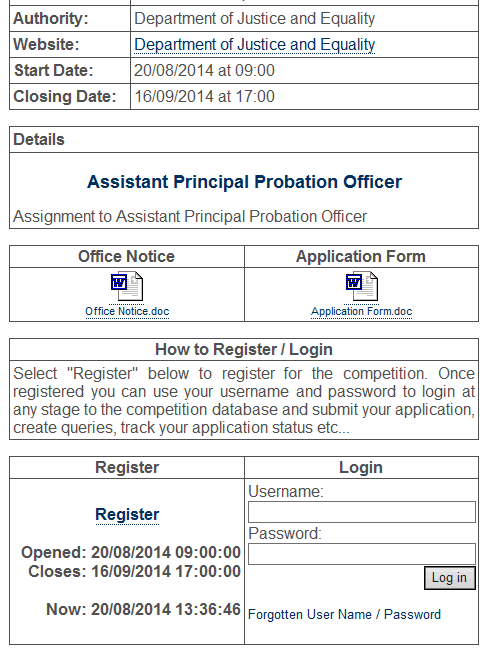 Authority: Department of Justice and Equality
Website: Department of Justice and Equality
Start Date: 20/08/2014 at 09:00
Closing Date: 16/09/2014 at 17:00
Details
Assistant Principal Probation Officer
Assignment to Assistant Principal Probation Officer
Office Notice Application Form
Office Notice.doc Application Form.doc
How to Register / Login
Select "Register" below to register for the competition. Once
registered you can use your username and password to login at
any stage to the competition database and submit your application,
create queries, track your application status etc...
Register Login
Username:
Register
Password:
Opened: 20/08/2014 09:00:00
Closes: 16/09/2014 17:00:00
Log in
Now: 20/08/2014 13:36:46
Forgotten User Name / Password